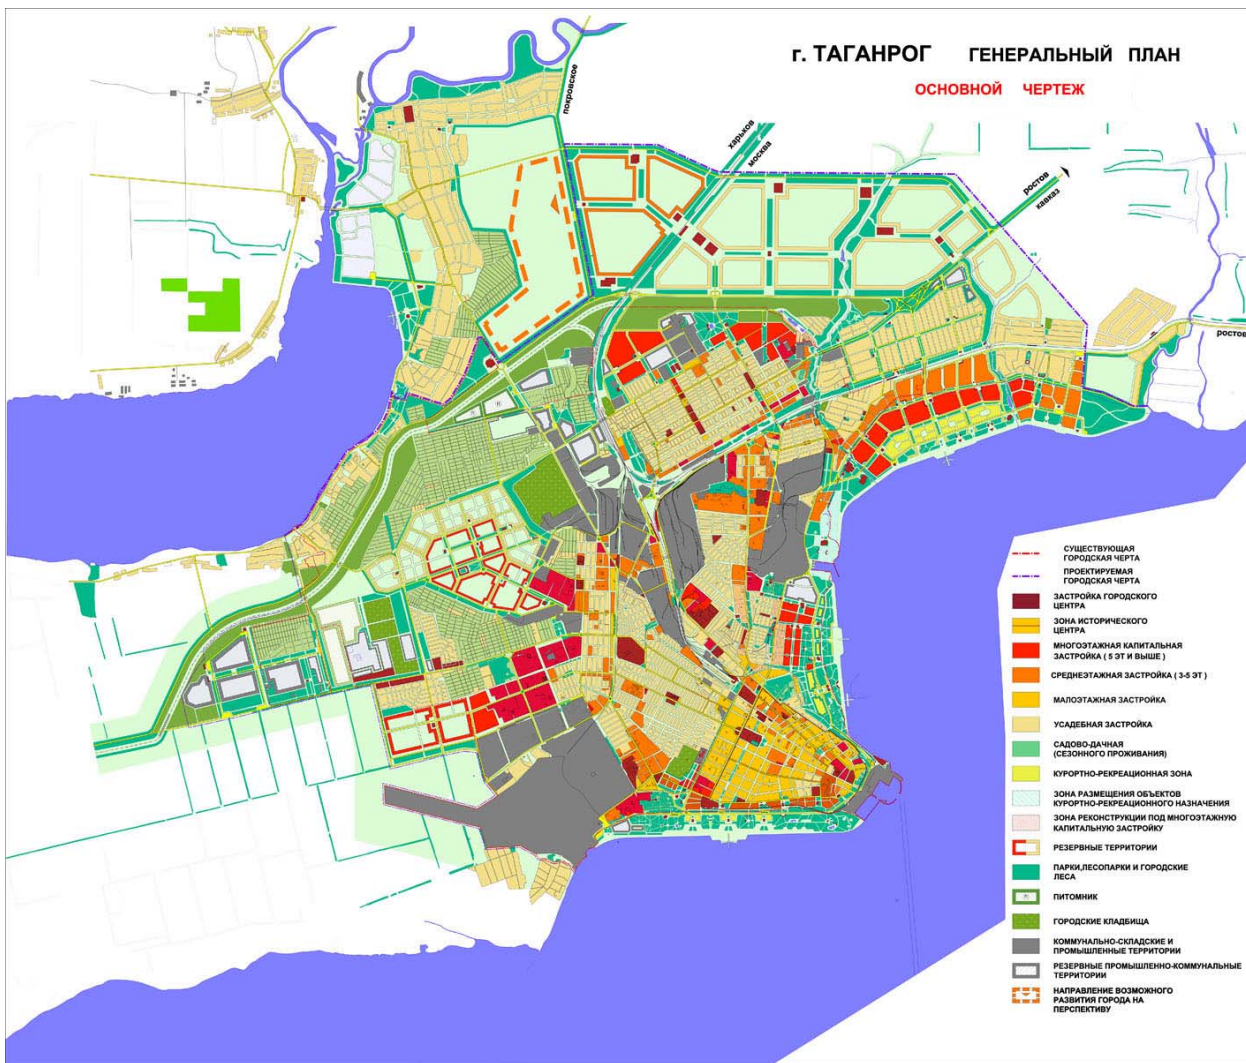 г. ТАГАНРОГ ГЕНЕРАЛЬНЫЙ ПЛАН
ОСНОВНОЙ ЧЕРТЕЖ
покровское
харьков
москва
ростов
кавказ
ростов
СУЩЕСТВУЮЩАЯ
ГОРОДСКАЯ ЧЕРТА
ПРОЕКТИРУЕМАЯ
ГОРОДСКАЯ ЧЕРТА
ЗАСТРОЙКА ГОРОДСКОГО
ЦЕНТРА
ЗОНА ИСТОРИЧЕСКОГО
ЦЕНТРА
МНОГОЭТАЖНАЯ КАПИТАЛЬНАЯ
ЗАСТРОЙКА ( 5 ЭТ И ВЫШЕ )
СРЕДНЕЭТАЖНАЯ ЗАСТРОЙКА ( 3-5 ЭТ )
МАЛОЭТАЖНАЯ ЗАСТРОЙКА
УСАДЕБНАЯ ЗАСТРОЙКА
САДОВО-ДАЧНАЯ
(СЕЗОННОГО ПРОЖИВАНИЯ)
КУРОРТНО-РЕКРЕАЦИОННАЯ ЗОНА
ЗОНА РАЗМЕЩЕНИЯ ОБЪЕКТОВ
КУРОРТНО-РЕКРЕАЦИОННОГО НАЗНАЧЕНИЯ
ЗОНА РЕКОНСТРУКЦИИ ПОД МНОГОЭТАЖНУЮ
КАПИТАЛЬНУЮ ЗАСТРОЙКУ
РЕЗЕРВНЫЕ ТЕРРИТОРИИ
ПАРКИ,ЛЕСОПАРКИ И ГОРОДСКИЕ
ЛЕСА
ПИТОМНИК
ГОРОДСКИЕ КЛАДБИЩА
КОММУНАЛЬНО-СКЛАДСКИЕ И
ПРОМЫШЛЕННЫЕ ТЕРРИТОРИИ
РЕЗЕРВНЫЕ ПРОМЫШЛЕННО-КОММУНАЛЬНЫЕ
ТЕРРИТОРИИ
НАПРАВЛЕНИЕ ВОЗМОЖНОГО
РАЗВИТИЯ ГОРОДА НА
ПЕРСПЕКТИВУ